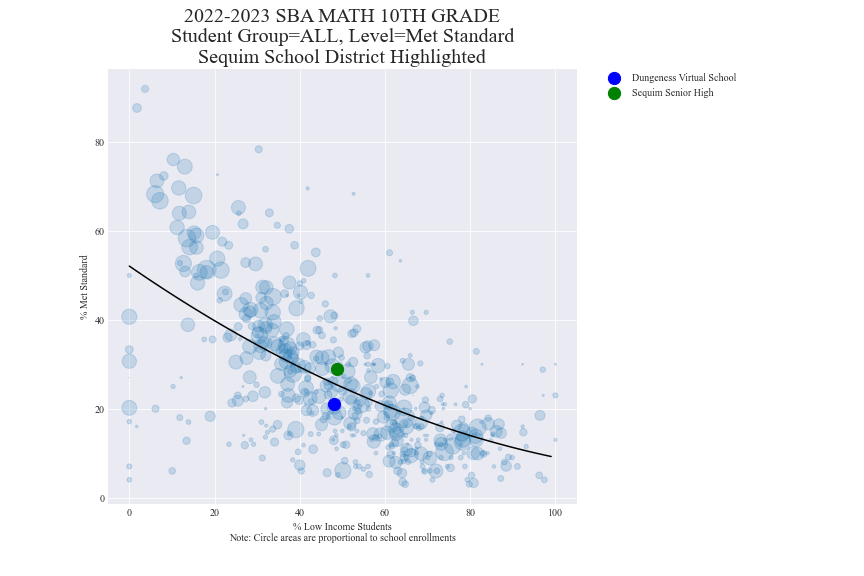 2022-2023 SBA MATH 10TH GRADE
Student Group=ALL, Level=Met Standard
Sequim School District Highlighted
Dungeness Virtual School
Sequim Senior High
% Met Standard
80
60
40
20
0
0 20 40 60 80 100
% Low Income Students
Note: Circle areas are proportional to school enrollments